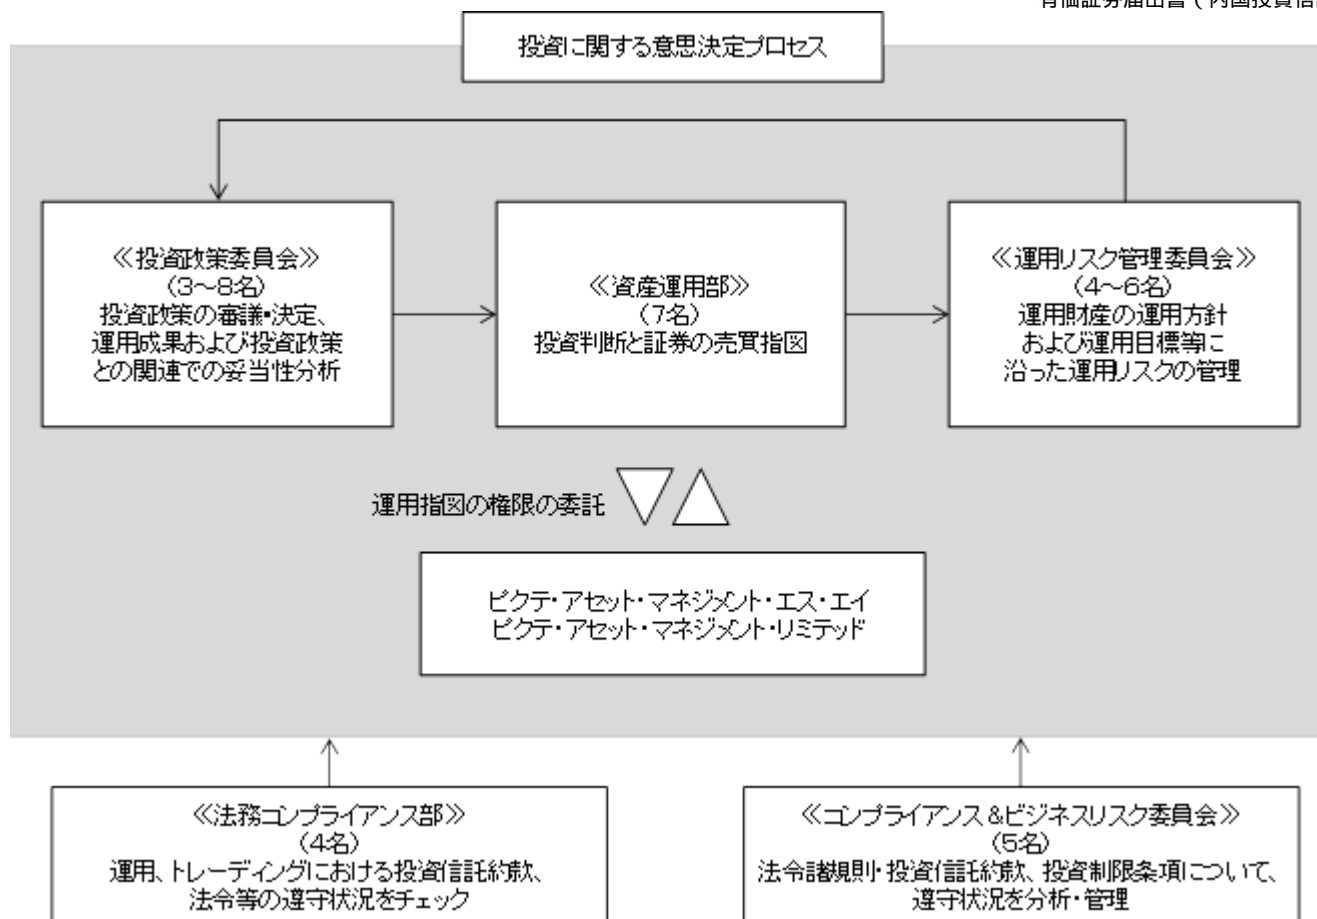 有価証券届出書（内国投資信
投資に関する意思決定プロセス
≪投資政策委員会≫
(3～8名)
投資政策の審議・決定、
運用成果および投資政策
との関連での妥当性分析
≪資産運用部≫
(7名)
投資判断と証券の売買指図
≪運用リスク管理委員会≫
(4～6名)
運用財産の運用方針
および運用目標等に
沿った運用リスクの管理
運用指図の権限の委託
ピクテ・アセット・マネジメント・エス・エイ
ピクテ・アセット・マネジメント・リミテッド
≪法務コンプライアンス部≫
(4名)
運用、トレーディングにおける投資信託約款、
法令等の遵守状況をチェック
≪コンプライアンス&ビジネスリスク委員会≫
(5名)
法令諸規則・投資信託約款、投資制限条項について、
遵守状況を分析・管理